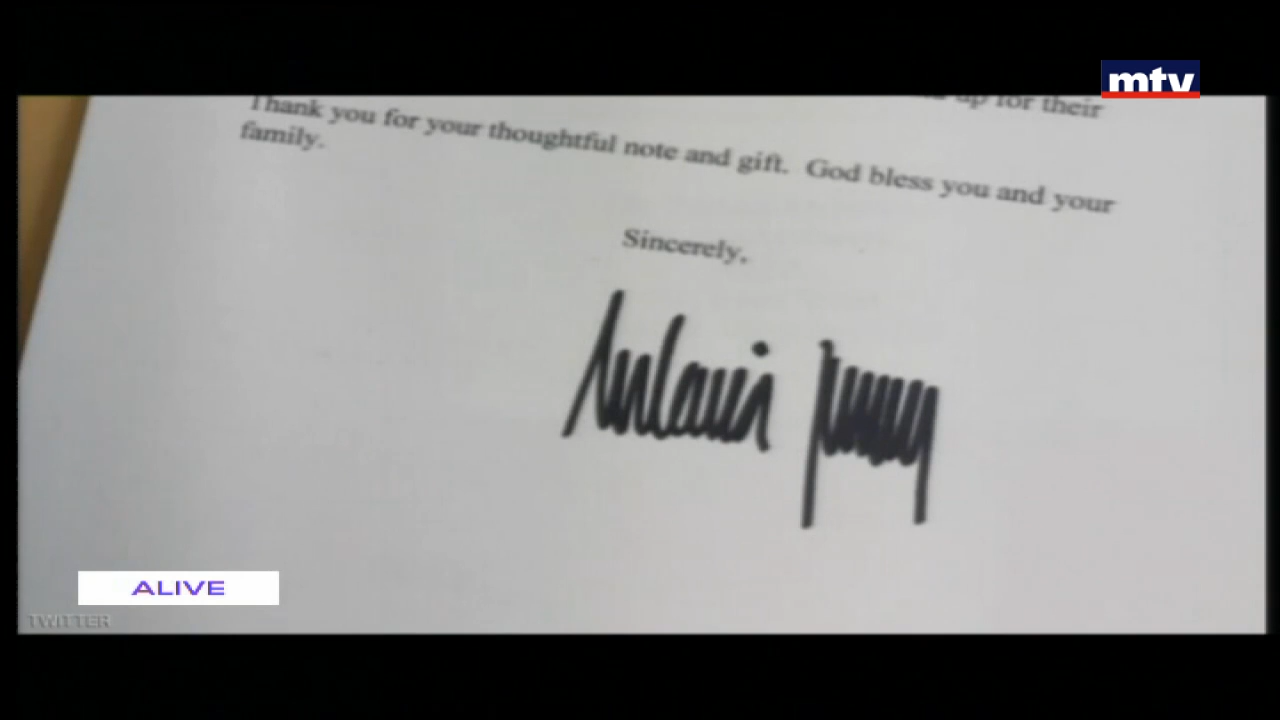 mtv
up for their
Thank you for your thoughtful note and gift. God bless you and your
family.
Sincerely,
ALIVE
TWITTER